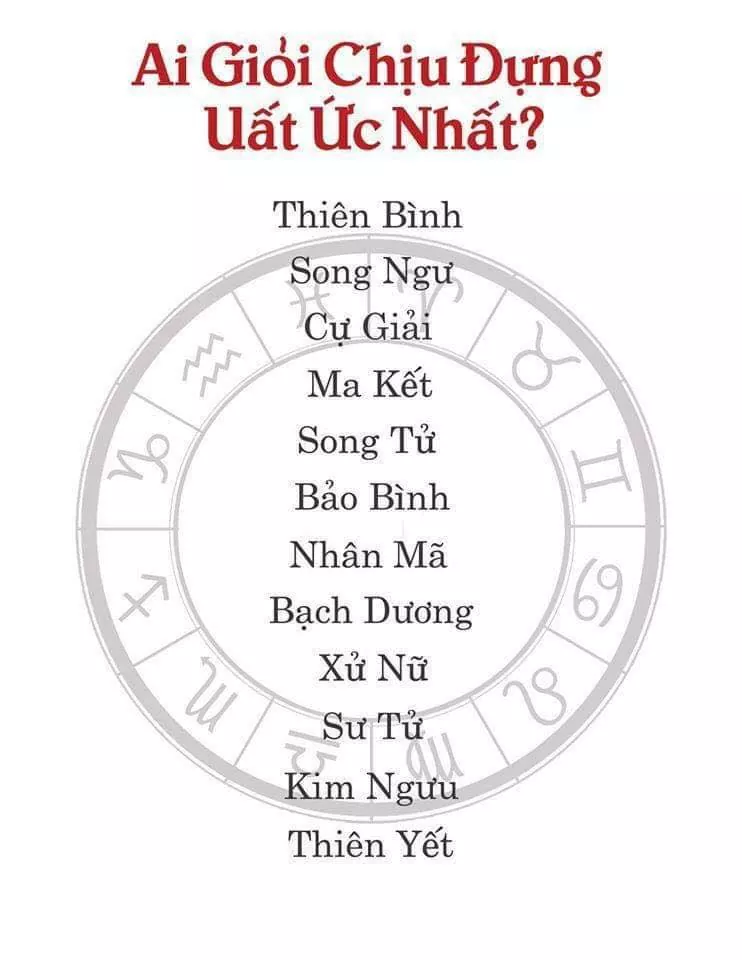 Ai Giỏi Chịu Đựng
Uất Ức Nhất?
Thiên Bình
Song Ngư
Cự Giải
Ma Kết
Song Tử
Bảo Bình
Nhân Mã
Bạch Dương
Xử Nữ
Sư Tử
Kim Ngưu
Thiên Yết